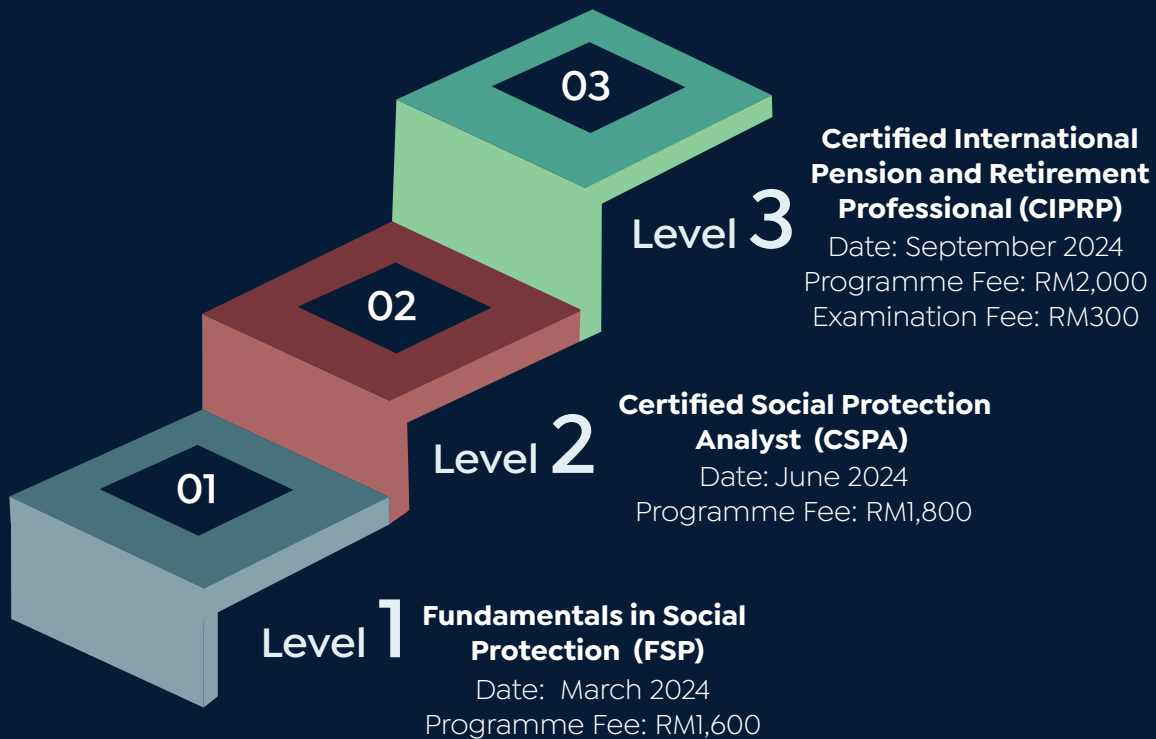 03
Certified International
Pension and Retirement
Professional (CIPRP)
Level 3
Date: September 2024
Programme Fee: RM2,000
Examination Fee: RM300
02
Certified Social Protection
Analyst (CSPA)
Level 2
Date: June 2024
Programme Fee: RM1,800
01
Level 1
Fundamentals in Social
Protection (FSP)
Date: March 2024
Programme Fee: RM1,600